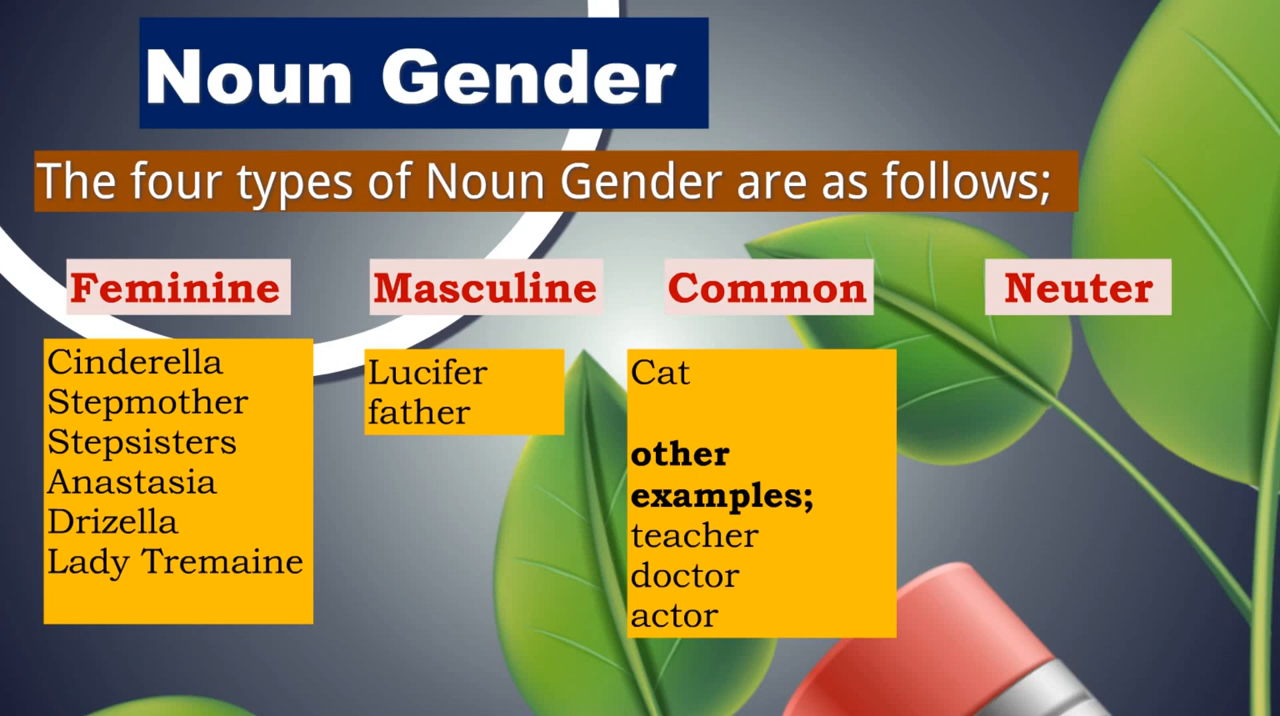 Noun Gender
The four types of Noun Gender are as follows;
Feminine
Masculine
Common
Neuter
Cinderella
Stepmother
Stepsisters
Anastasia
Drizella
Lady Tremaine
Lucifer
father
Cat
other
examples;
teacher
doctor
actor